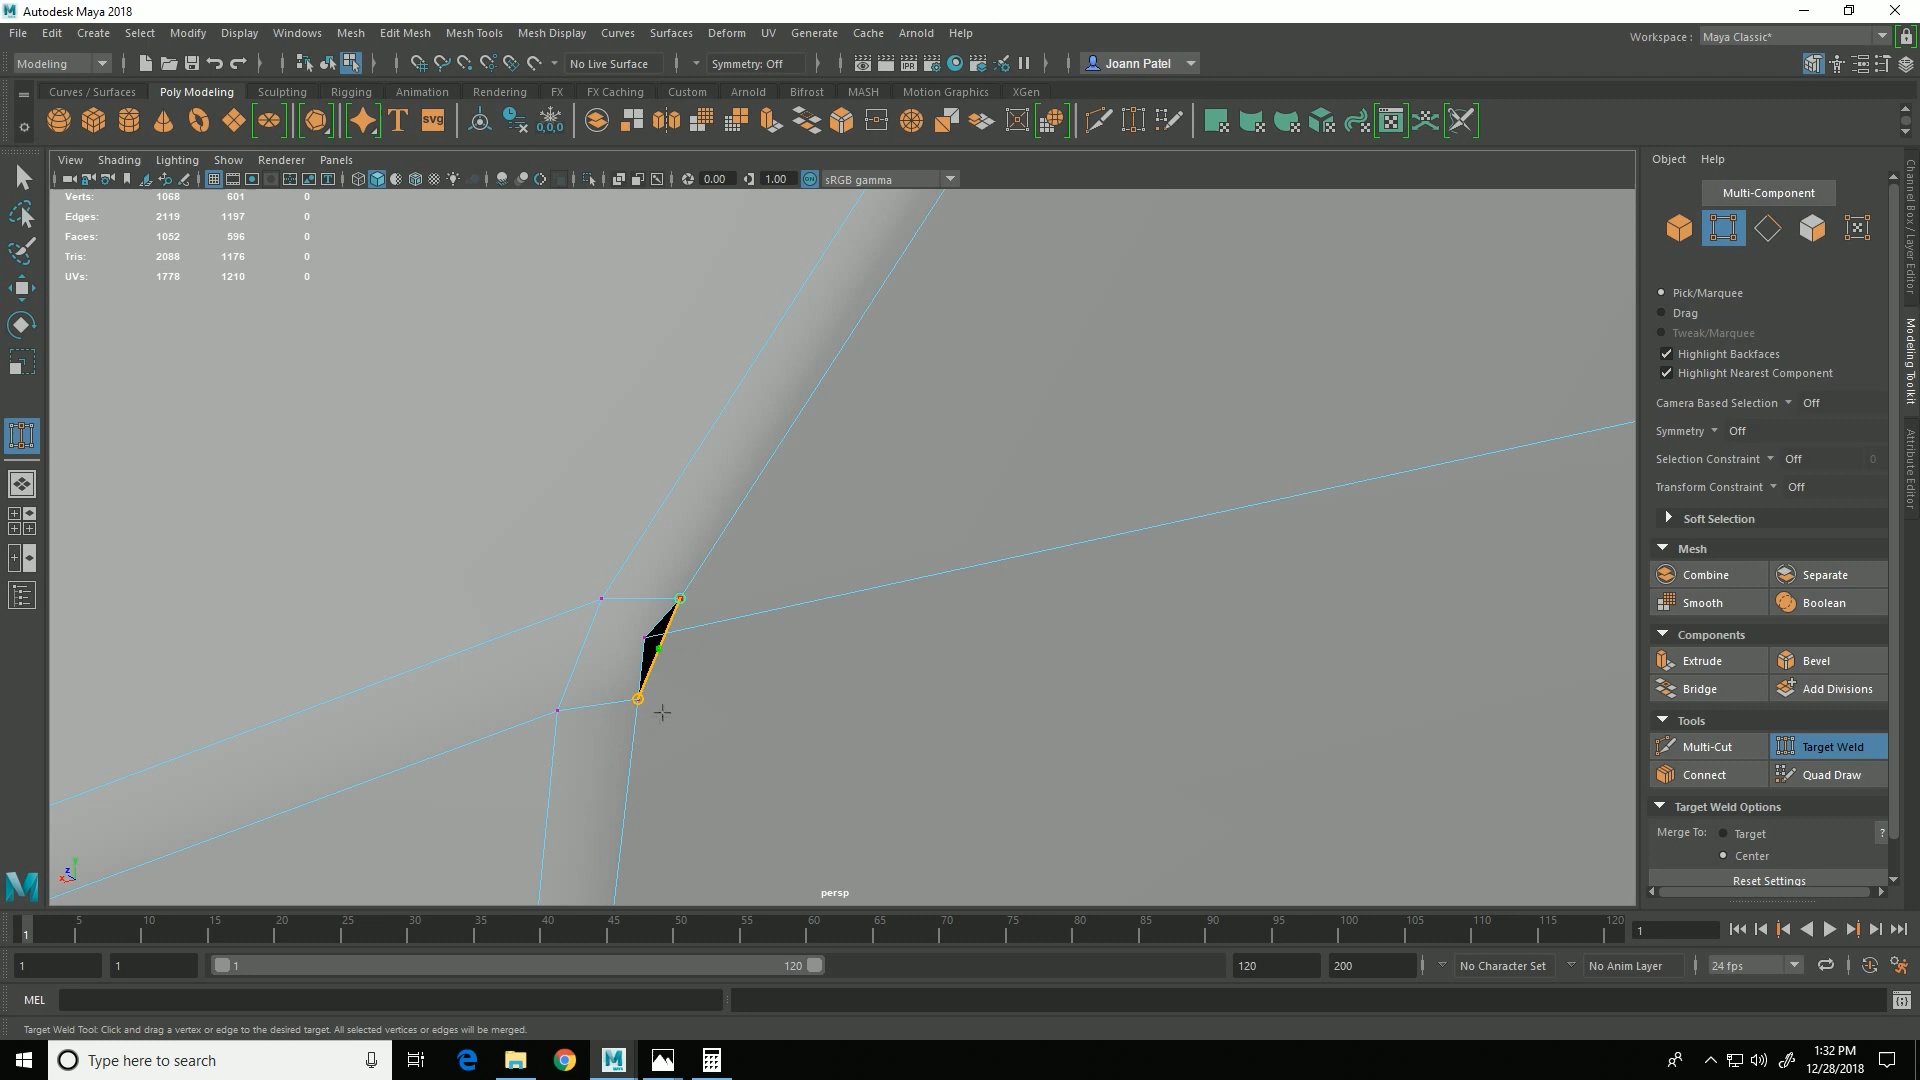 Autodesk Maya 2018
File Edit Create Select Modify Display Windows Mesh Edit Mesh Mesh Tools Mesh Display Curves Surfaces Deform UV Generate Cache Arnold Help
Workspace : Maya Classic*
Modeling No Live Surface Symmetry: Off Joann Patel
Curves / Surfaces Poly Modeling Sculpting Rigging Animation Rendering FX FX Caching Custom Arnold Bifrost MASH Motion Graphics XGen
View Shading Lighting Show Renderer Panels
0.00 1.00 ON sRGB gamma
Verts: 1068 601 0
Edges: 2119 1197 0
Faces: 1052 596 0
Tris: 2088 1176 0
UVs: 1778 1210 0
persp
Object Help
Multi-Component
Pick/Marquee
Drag
Tweak/Marquee
Highlight Backfaces
Highlight Nearest Component
Camera Based Selection Off
Symmetry Off
Selection Constraint Off 0
Transform Constraint Off
Soft Selection
Mesh
Combine Separate
Smooth Boolean
Components
Extrude Bevel
Bridge Add Divisions
Tools
Multi-Cut Target Weld
Connect Quad Draw
Target Weld Options
Merge To: Target ?
Center
Reset Settings
Channel Box / Layer Editor
Modeling Toolkit
Attribute Editor
1 5 10 15 20 25 30 35 40 45 50 55 60 65 70 75 80 85 90 95 100 105 110 115 120 1
1 1 1 120 120 200 No Character Set No Anim Layer 24 fps
MEL
Target Weld Tool: Click and drag a vertex or edge to the desired target. All selected vertices or edges will be merged.
Type here to search
1:32 PM
12/28/2018